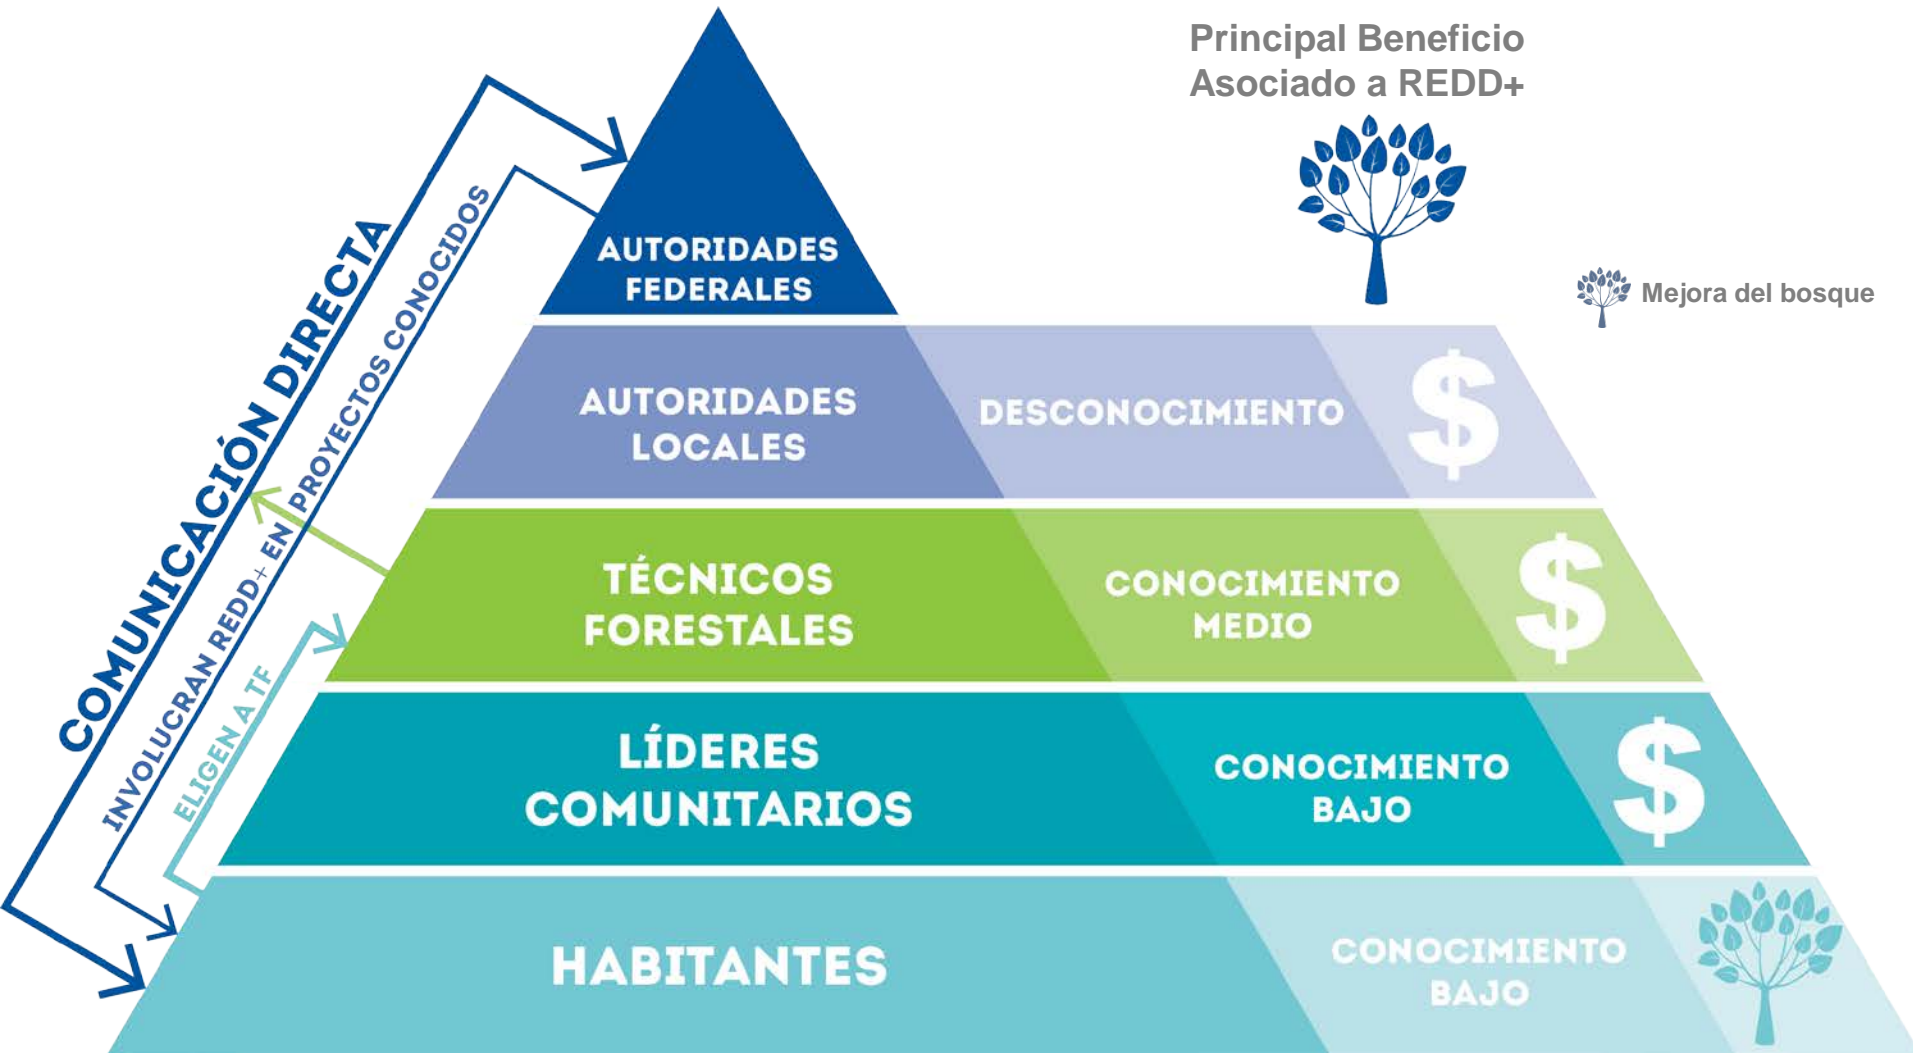 Principal Beneficio
Asociado a REDD+
Mejora del bosque
COMUNICACIÓN DIRECTA
INVOLUCRAN REDD+ EN PROYECTOS CONOCIDOS
ELIGEN A TF
AUTORIDADES
FEDERALES
AUTORIDADES
LOCALES
DESCONOCIMIENTO
$
TÉCNICOS
FORESTALES
CONOCIMIENTO
MEDIO
$
LÍDERES
COMUNITARIOS
CONOCIMIENTO
BAJO
$
HABITANTES
CONOCIMIENTO
BAJO